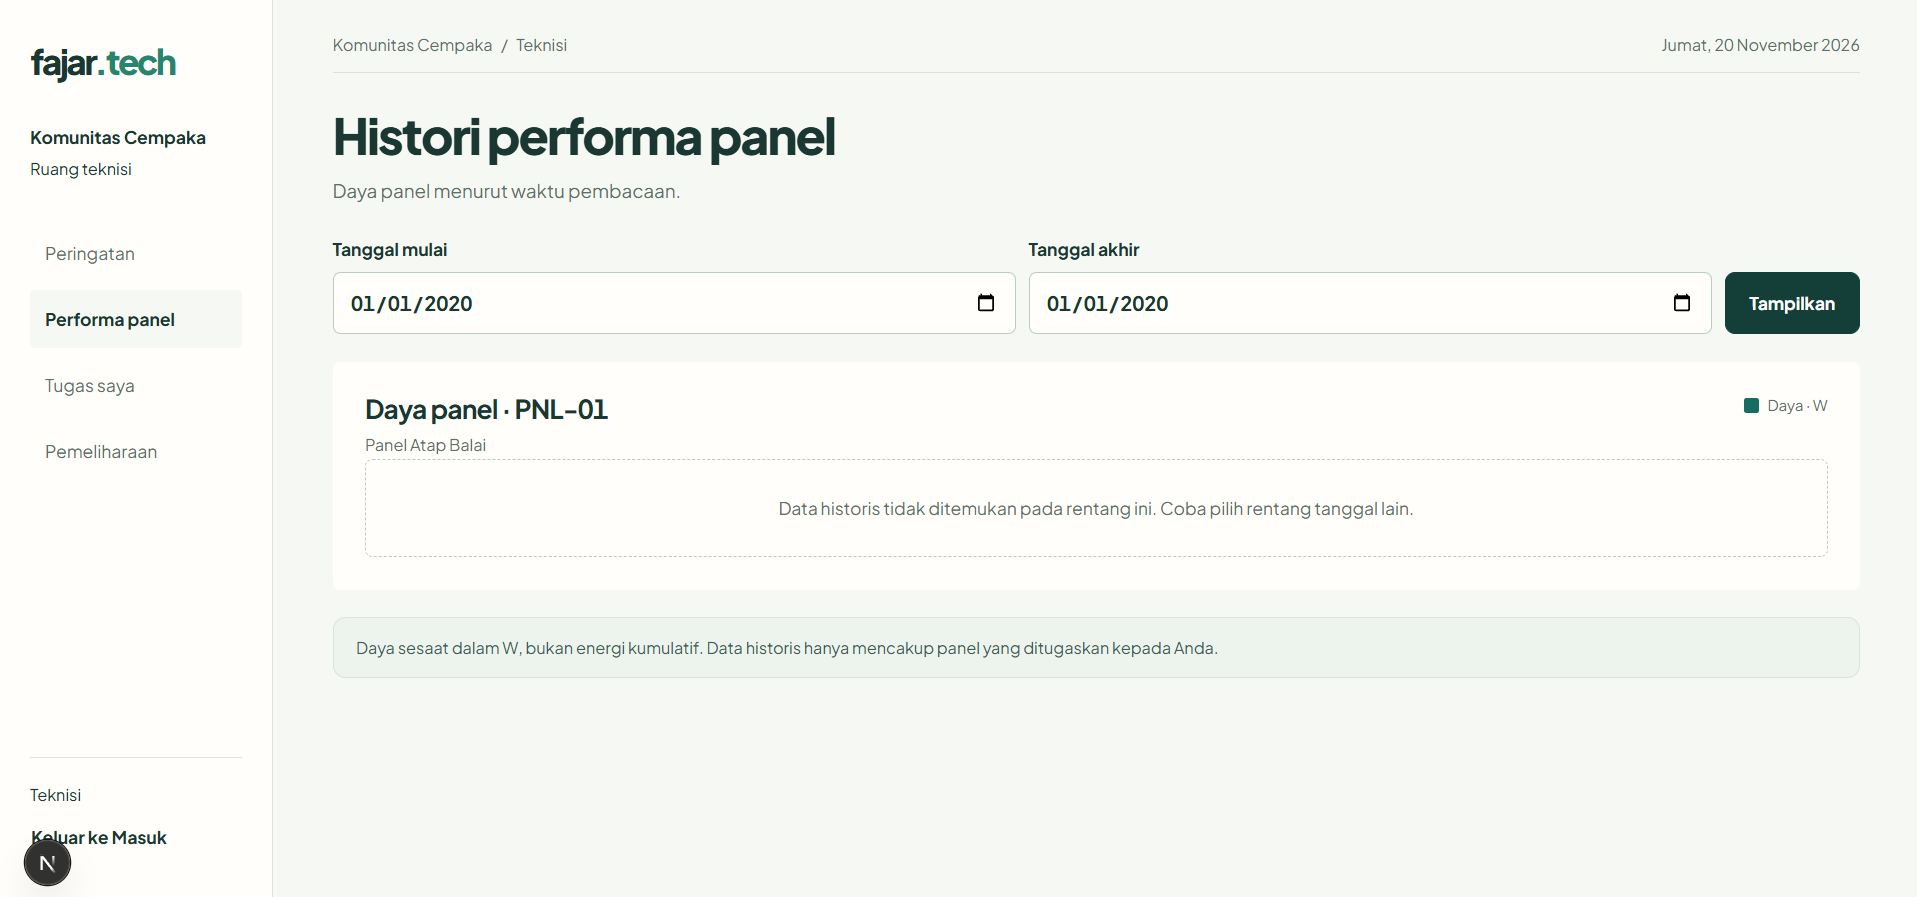 fajar.tech
Komunitas Cempaka
Ruang teknisi
Peringatan
Performa panel
Tugas saya
Pemeliharaan
Teknisi
Keluar ke Masuk
N
Komunitas Cempaka / Teknisi
Jumat, 20 November 2026
Histori performa panel
Daya panel menurut waktu pembacaan.
Tanggal mulai
01/01/2020
Tanggal akhir
01/01/2020
Tampilkan
Daya panel · PNL-01
Daya · W
Panel Atap Balai
Data historis tidak ditemukan pada rentang ini. Coba pilih rentang tanggal lain.
Daya sesaat dalam W, bukan energi kumulatif. Data historis hanya mencakup panel yang ditugaskan kepada Anda.